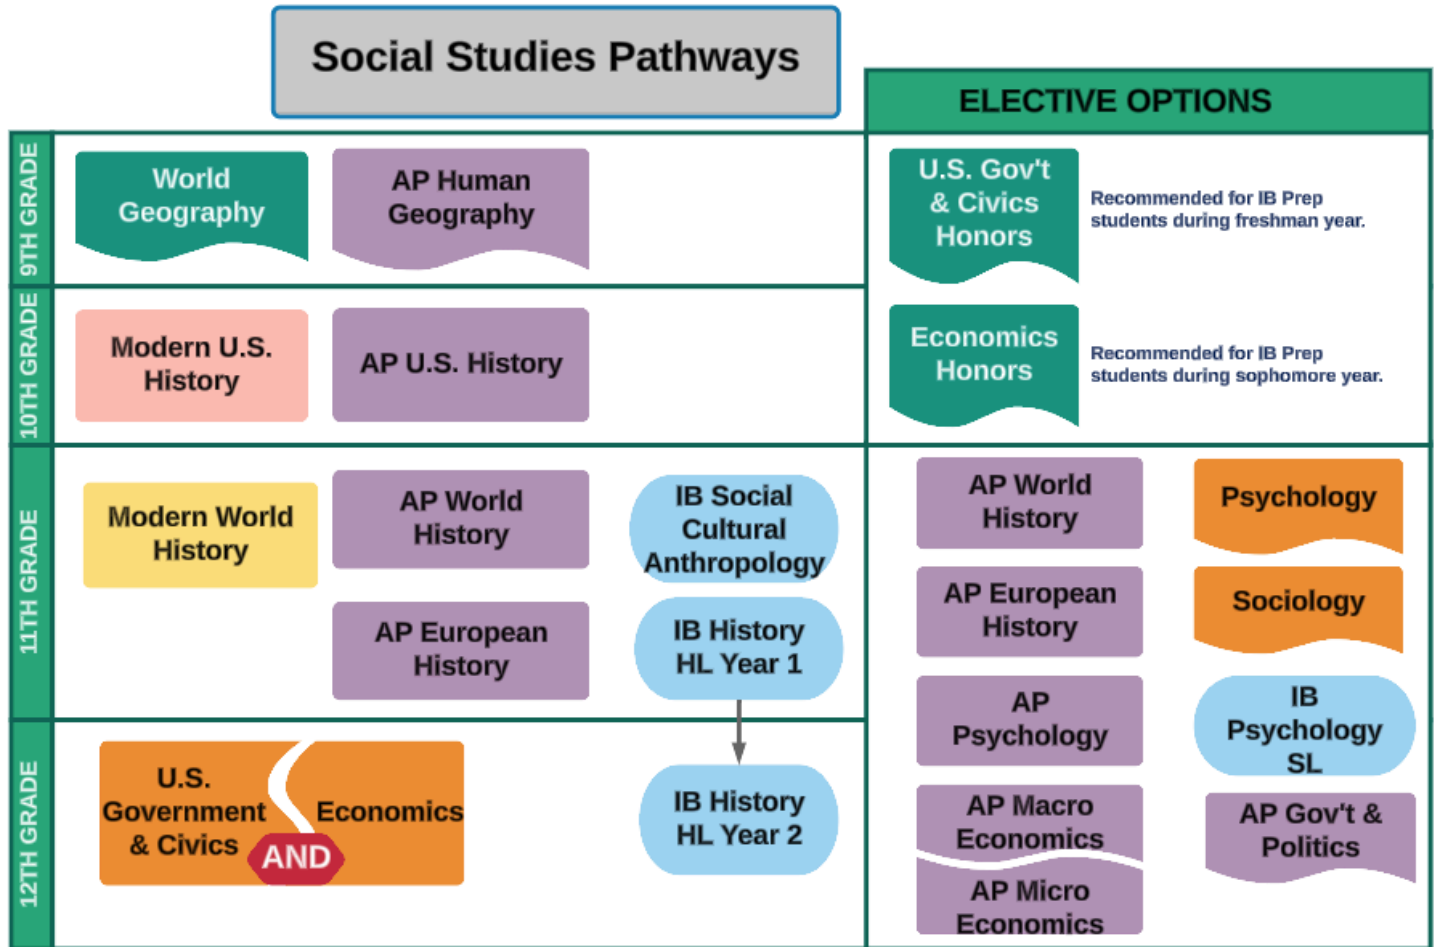 Social Studies Pathways
ELECTIVE OPTIONS
9TH GRADE
World
Geography
AP Human
Geography
U.S. Gov't
& Civics
Honors
Recommended for IB Prep
students during freshman year.
10TH GRADE
Modern U.S.
History
AP U.S. History
Economics
Honors
Recommended for IB Prep
students during sophomore year.
11TH GRADE
Modern World
History
AP World
History
IB Social
Cultural
Anthropology
AP European
History
IB History
HL Year 1
12TH GRADE
U.S.
Government
& Civics
AND
Economics
IB History
HL Year 2
AP World
History
Psychology
AP European
History
Sociology
AP
Psychology
IB
Psychology
SL
AP Macro
Economics
AP Micro
Economics
AP Gov't &
Politics